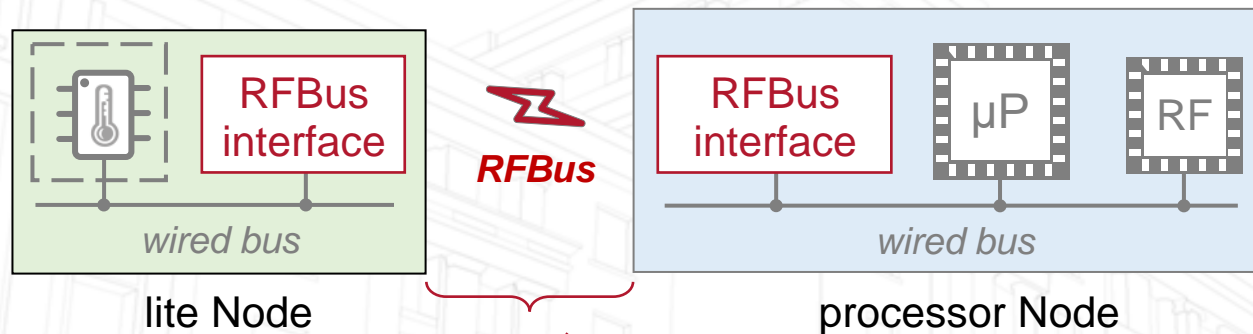 RFBus
interface
wired bus
lite Node
RFBus
RFBus
interface
µP
RF
wired bus
processor Node